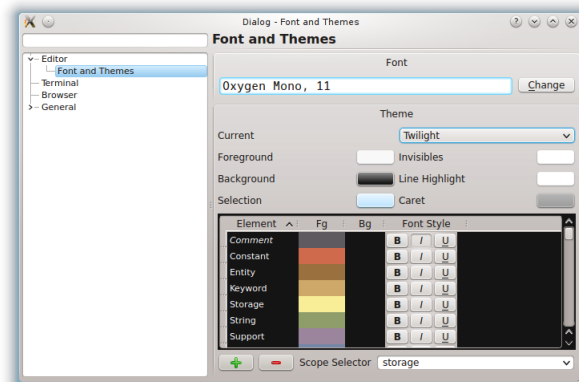 Dialog - Font and Themes
Font and Themes
Editor
Font and Themes
Terminal
Browser
General
Font
Oxygen Mono, 11
Change
Theme
Current
Twilight
Foreground
Invisibles
Background
Line Highlight
Selection
Caret
Element Fg Bg Font Style
Comment B I U
Constant B I U
Entity B I U
Keyword B I U
Storage B I U
String B I U
Support B I U
Scope Selector storage